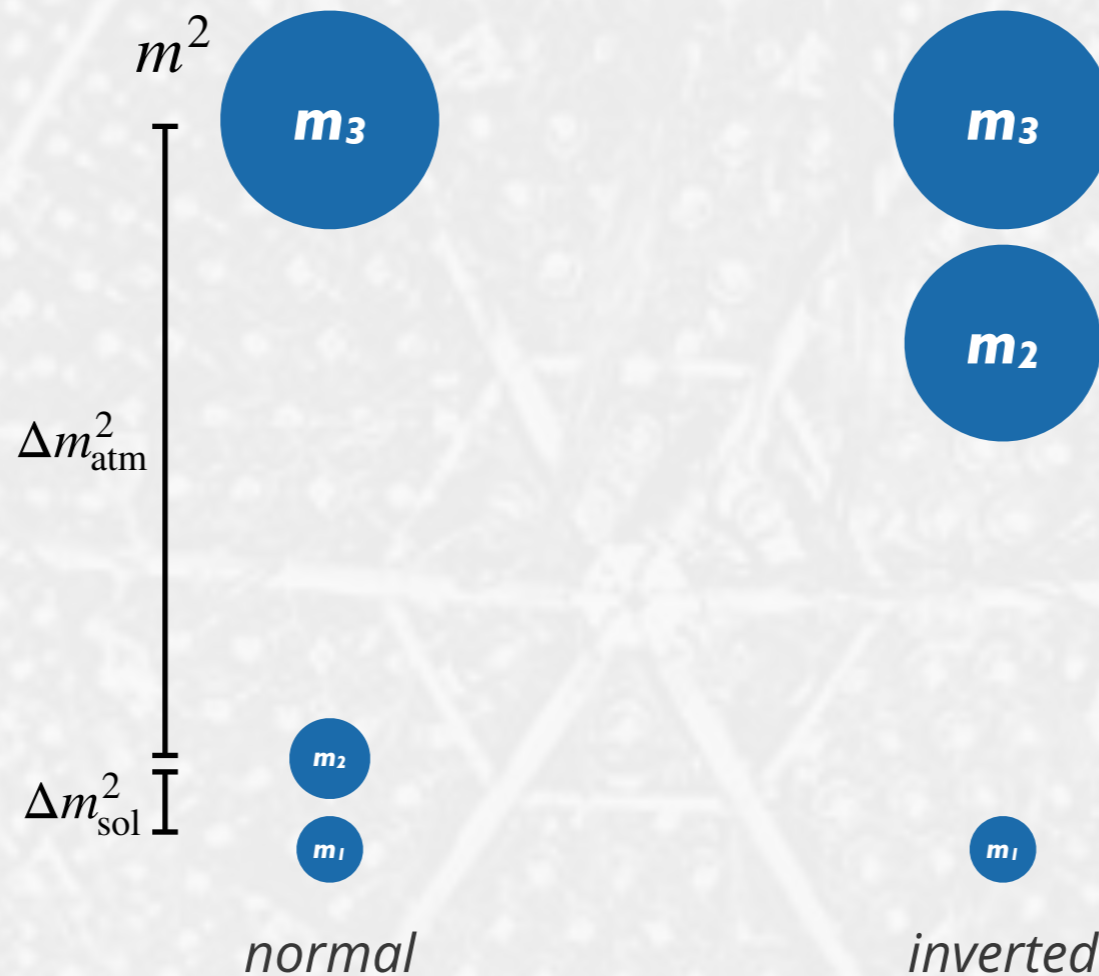 m²
m₃
m₃
m₂
Δm²atm
m₂
Δm²sol
m₁
m₁
normal
inverted